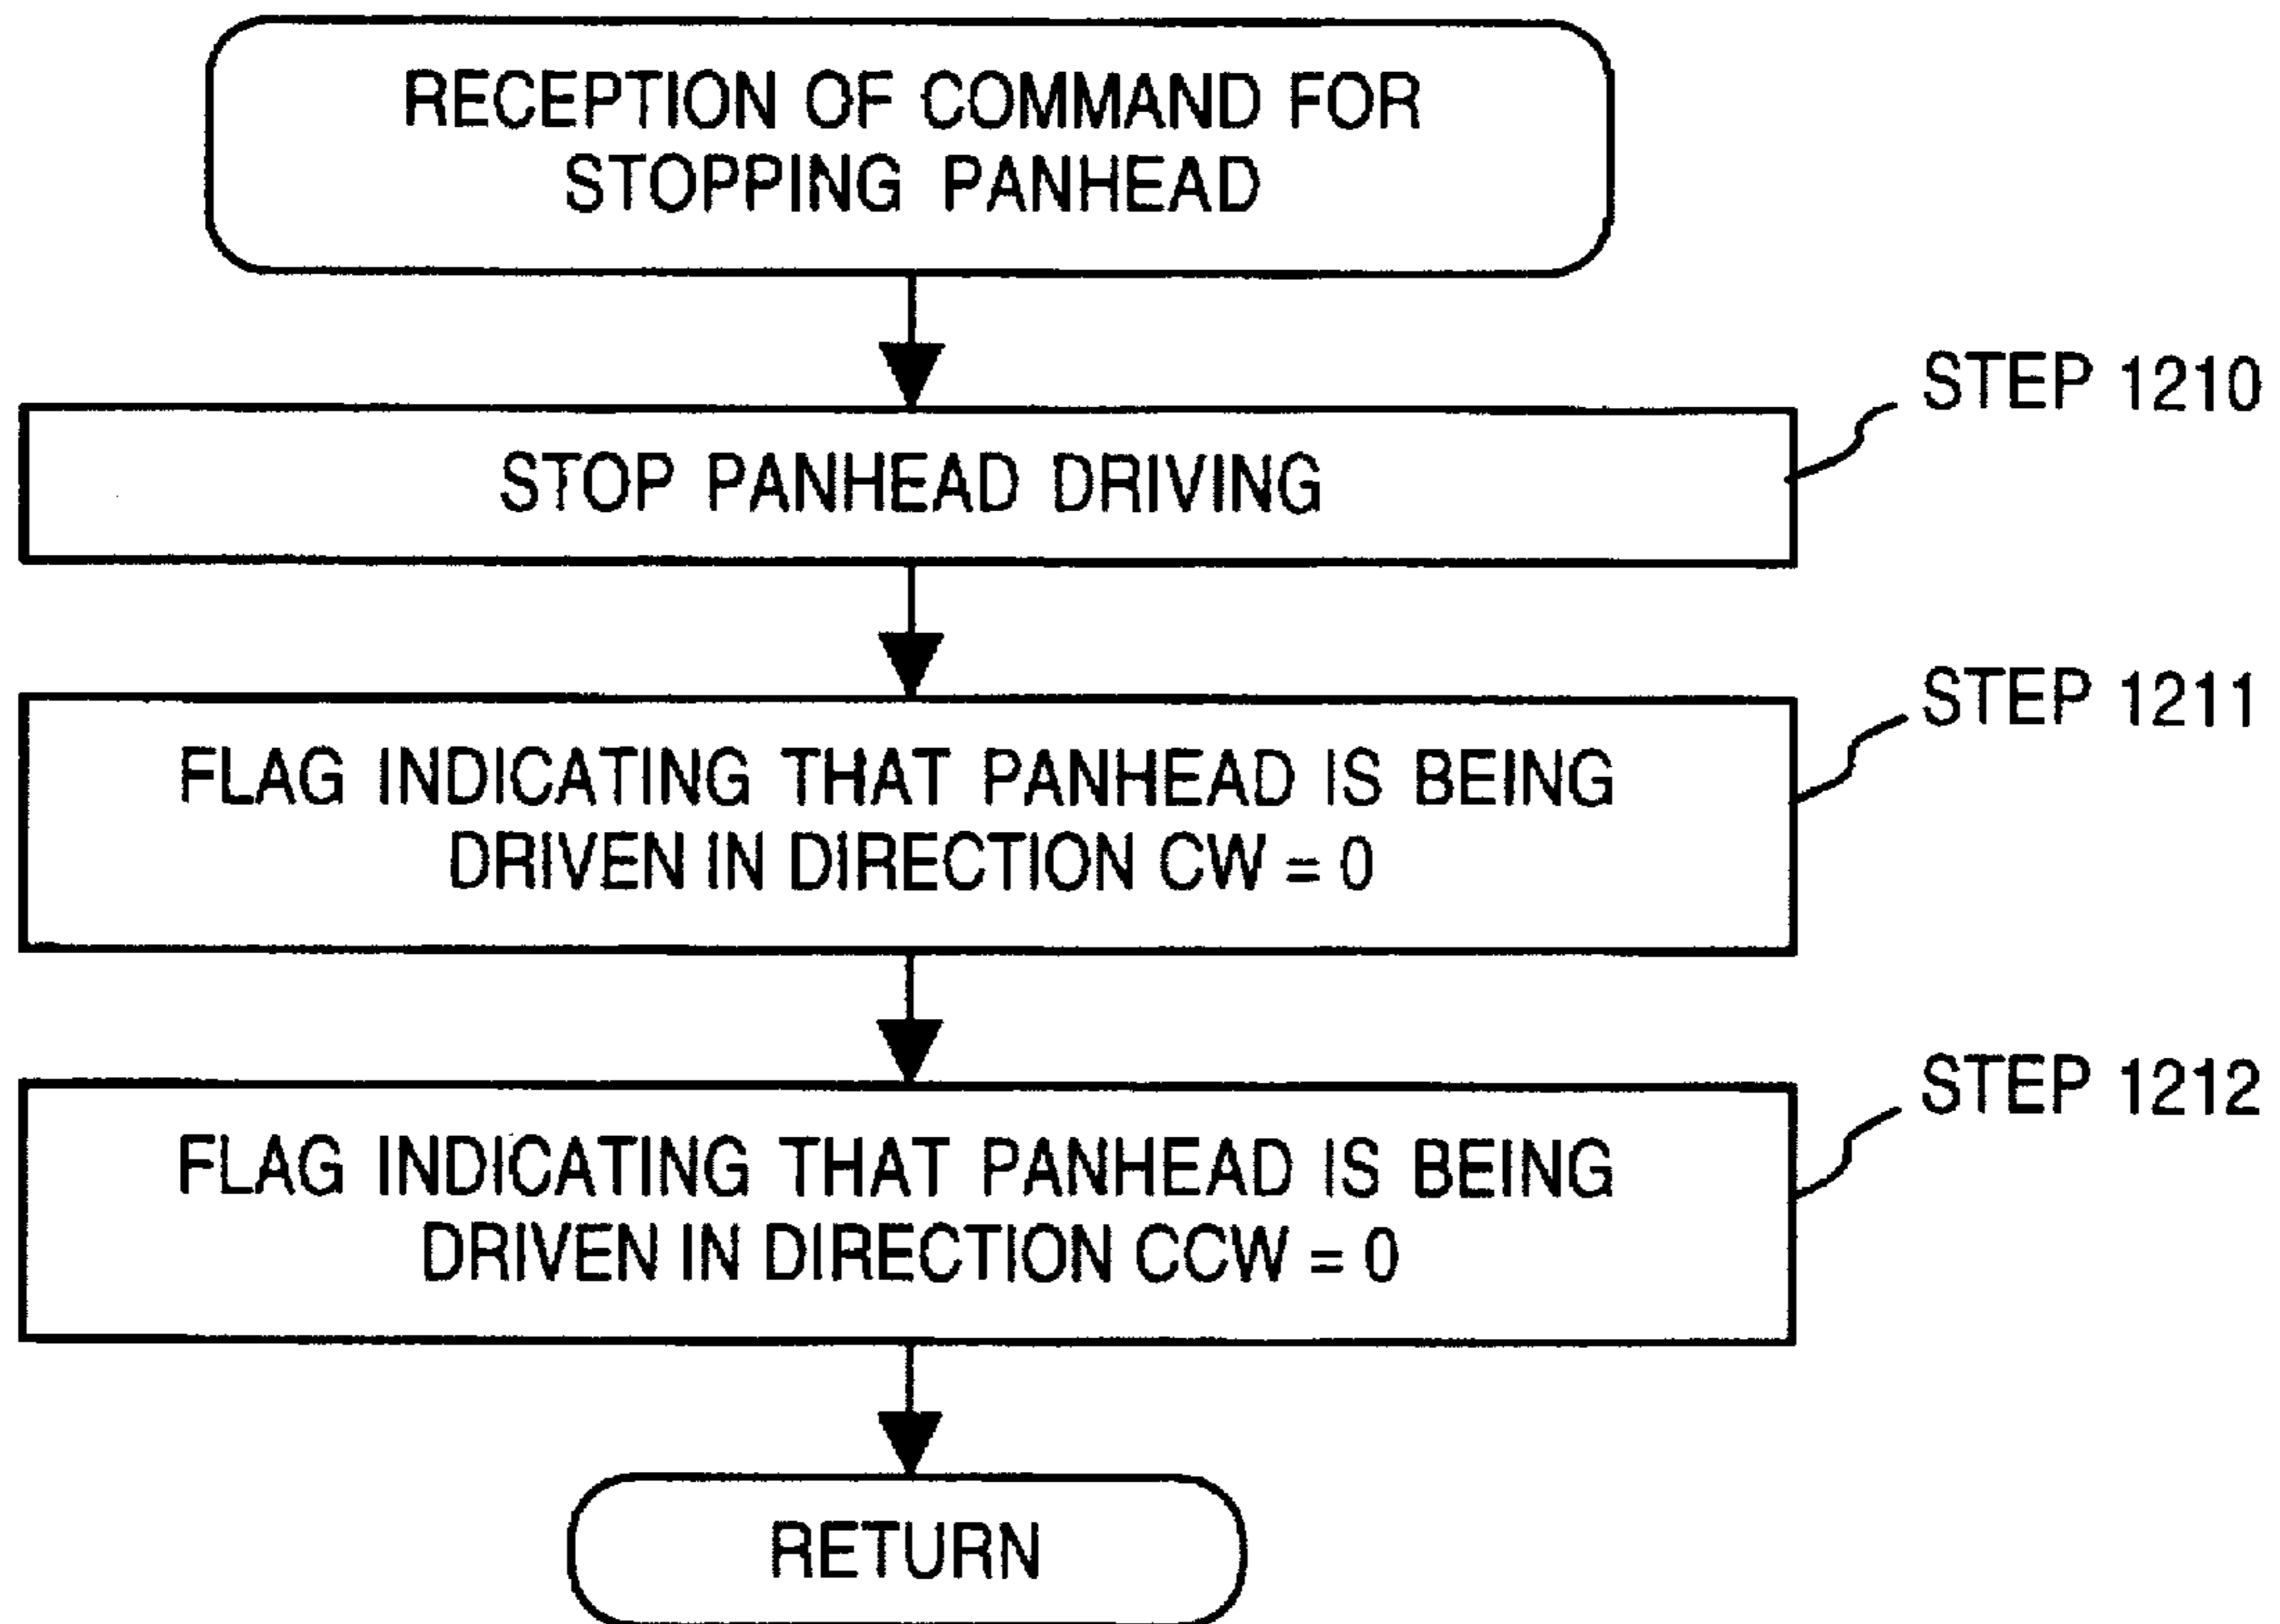 RECEPTION OF COMMAND FOR
STOPPING PANHEAD
STEP 1210
STOP PANHEAD DRIVING
STEP 1211
FLAG INDICATING THAT PANHEAD IS BEING
DRIVEN IN DIRECTION CW = 0
STEP 1212
FLAG INDICATING THAT PANHEAD IS BEING
DRIVEN IN DIRECTION CCW = 0
RETURN